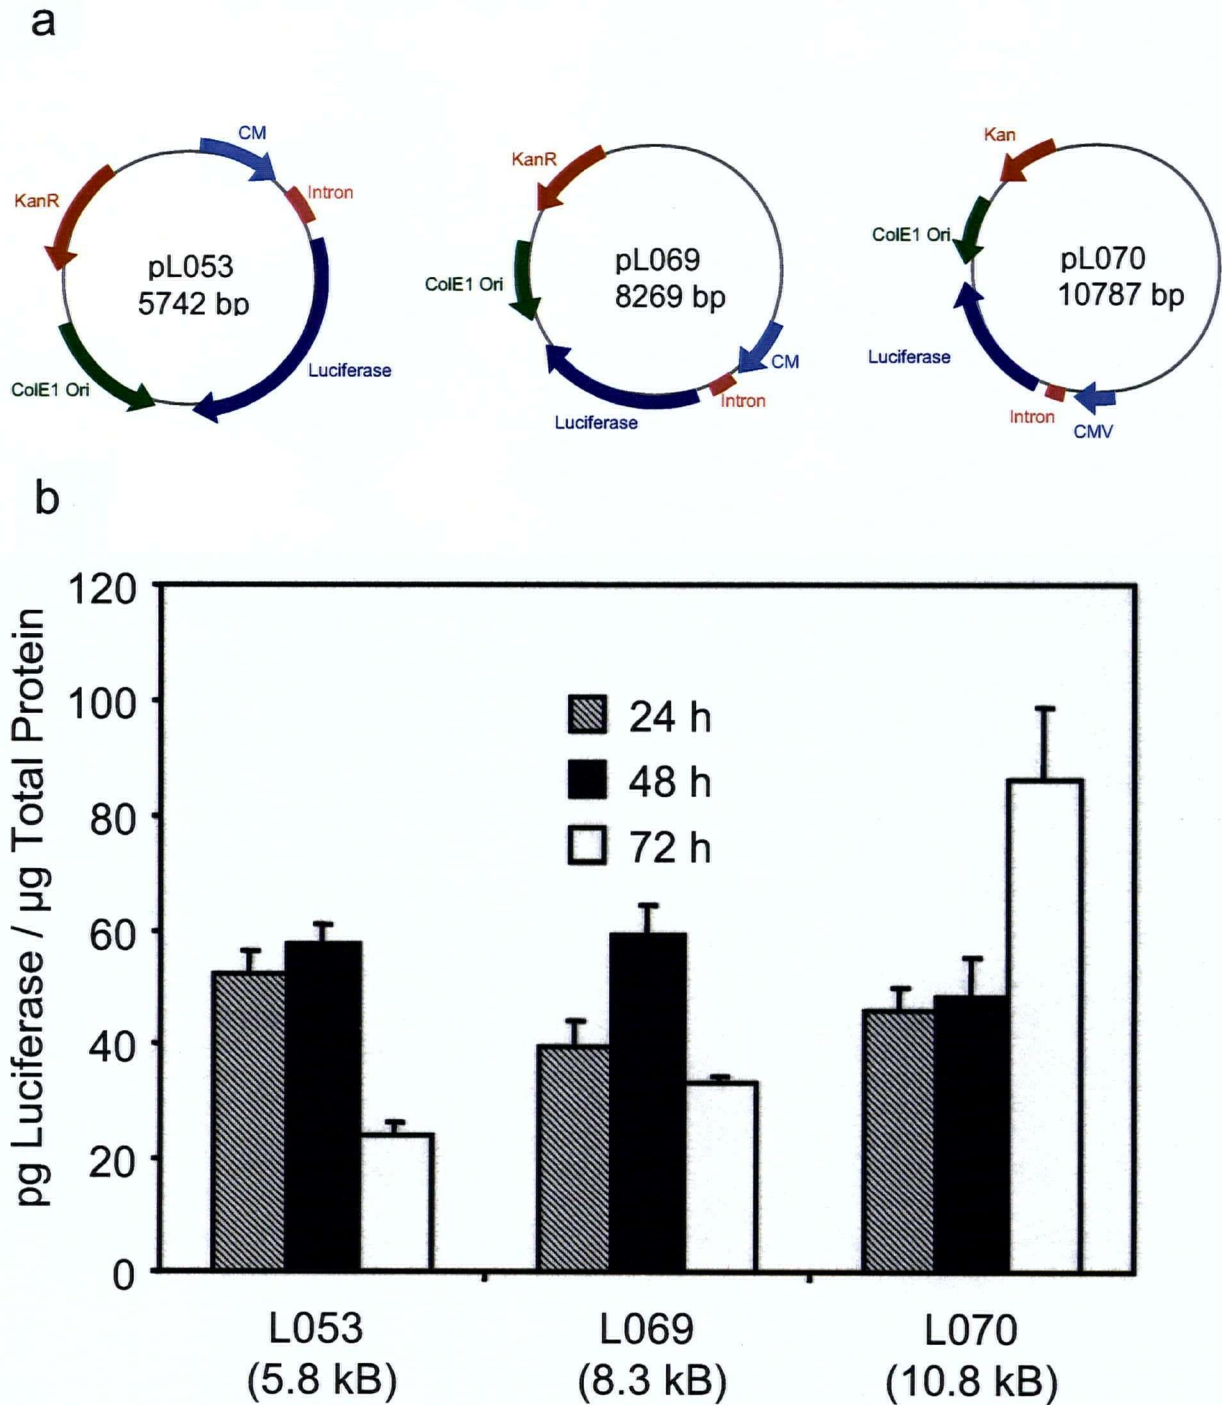 a
CM
KanR
Intron
pL053
5742 bp
Luciferase
ColE1 Ori
KanR
ColE1 Ori
pL069
8269 bp
CM
Intron
Luciferase
Kan
ColE1 Ori
pL070
10787 bp
Luciferase
Intron
CMV
b
pg Luciferase / µg Total Protein
120
100
80
60
40
20
0
24 h
48 h
72 h
L053
(5.8 kB)
L069
(8.3 kB)
L070
(10.8 kB)